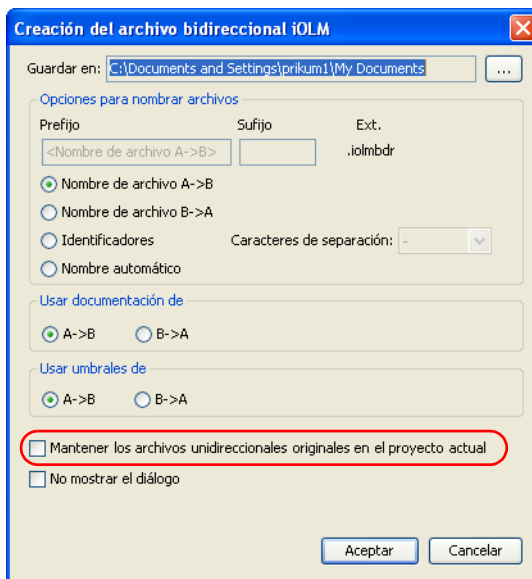 Creación del archivo bidireccional iOLM
Guardar en: C:\Documents and Settings\prikum1\My Documents ...
Opciones para nombrar archivos
Prefijo Sufijo Ext.
<Nombre de archivo A->B> .iolmbdr
Nombre de archivo A->B
Nombre de archivo B->A
Identificadores Caracteres de separación: -
Nombre automático
Usar documentación de
A->B B->A
Usar umbrales de
A->B B->A
Mantener los archivos unidireccionales originales en el proyecto actual
No mostrar el diálogo
Aceptar Cancelar